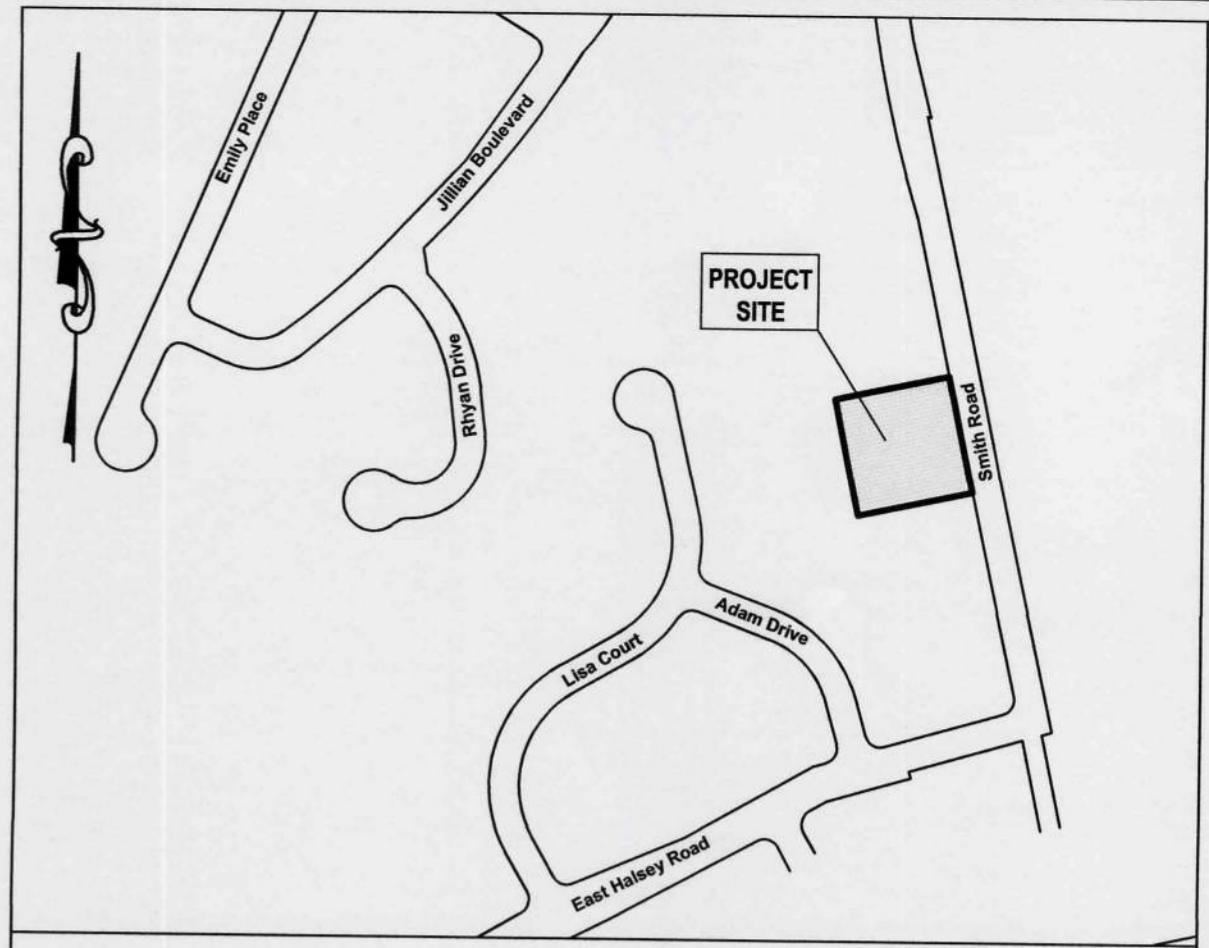 Emily Place
Jillian Boulevard
PROJECT
SITE
Rhyan Drive
Smith Road
Adam Drive
Lisa Court
East Halsey Road